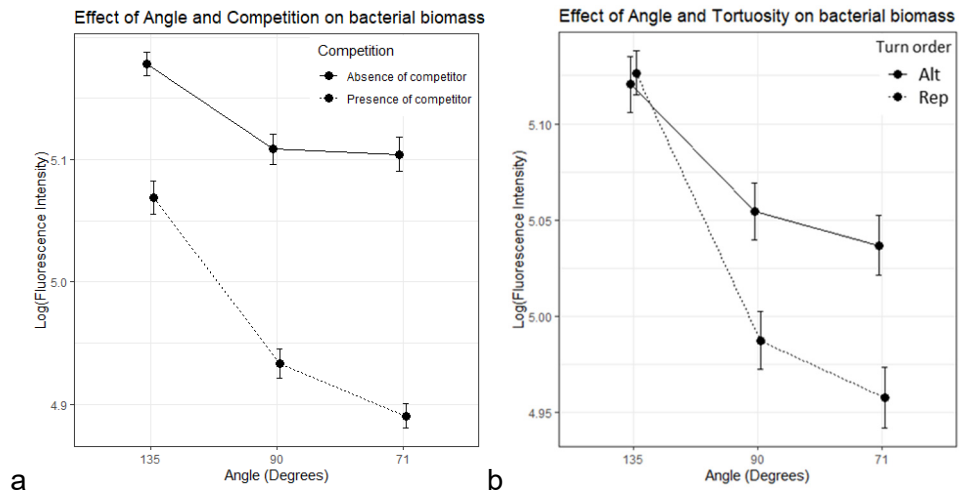 Effect of Angle and Competition on bacterial biomass
Competition
Absence of competitor
Presence of competitor
Log(Fluorescence Intensity)
5.1
5.0
4.9
135 90 71
Angle (Degrees)
a
Effect of Angle and Tortuosity on bacterial biomass
Turn order
Alt
Rep
Log(Fluorescence Intensity)
5.10
5.05
5.00
4.95
135 90 71
Angle (Degrees)
b